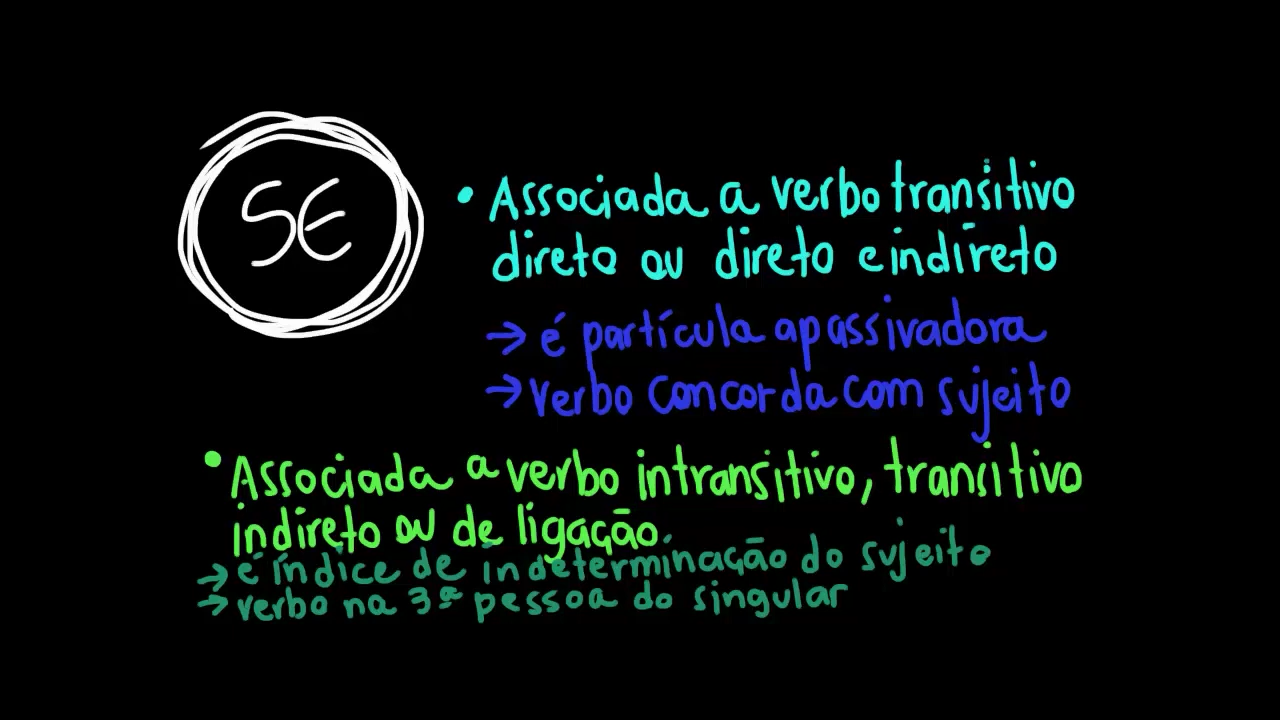 SE
• Associada a verbo transitivo
direto ou direto e indireto
→ é partícula apassivadora
→ verbo concorda com sujeito
• Associada a verbo intransitivo, transitivo
indireto ou de ligação.
→ é índice de indeterminação do sujeito
→ verbo na 3ª pessoa do singular